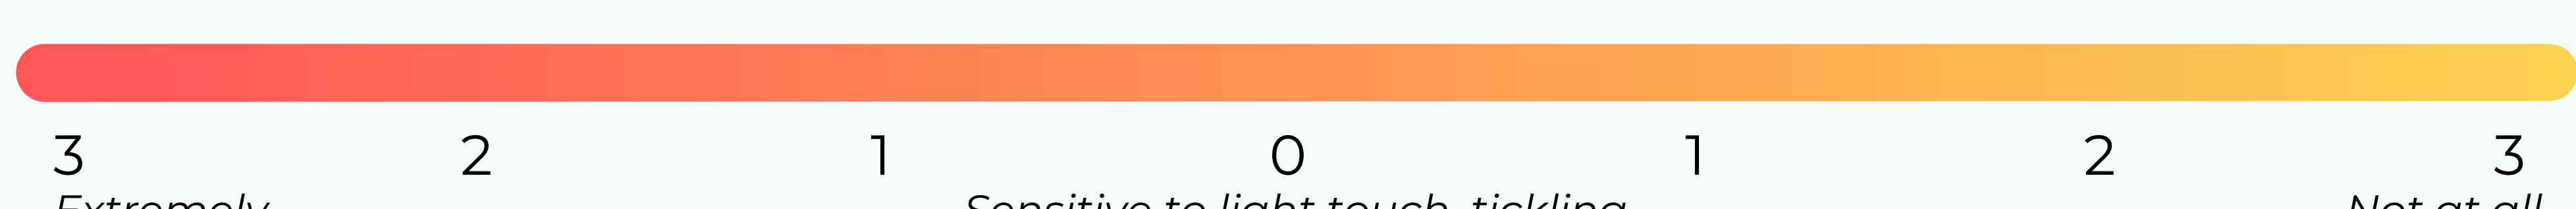 3 2 1 0 1 2 3
Extremely Sensitive to light touch, tickling Not at all